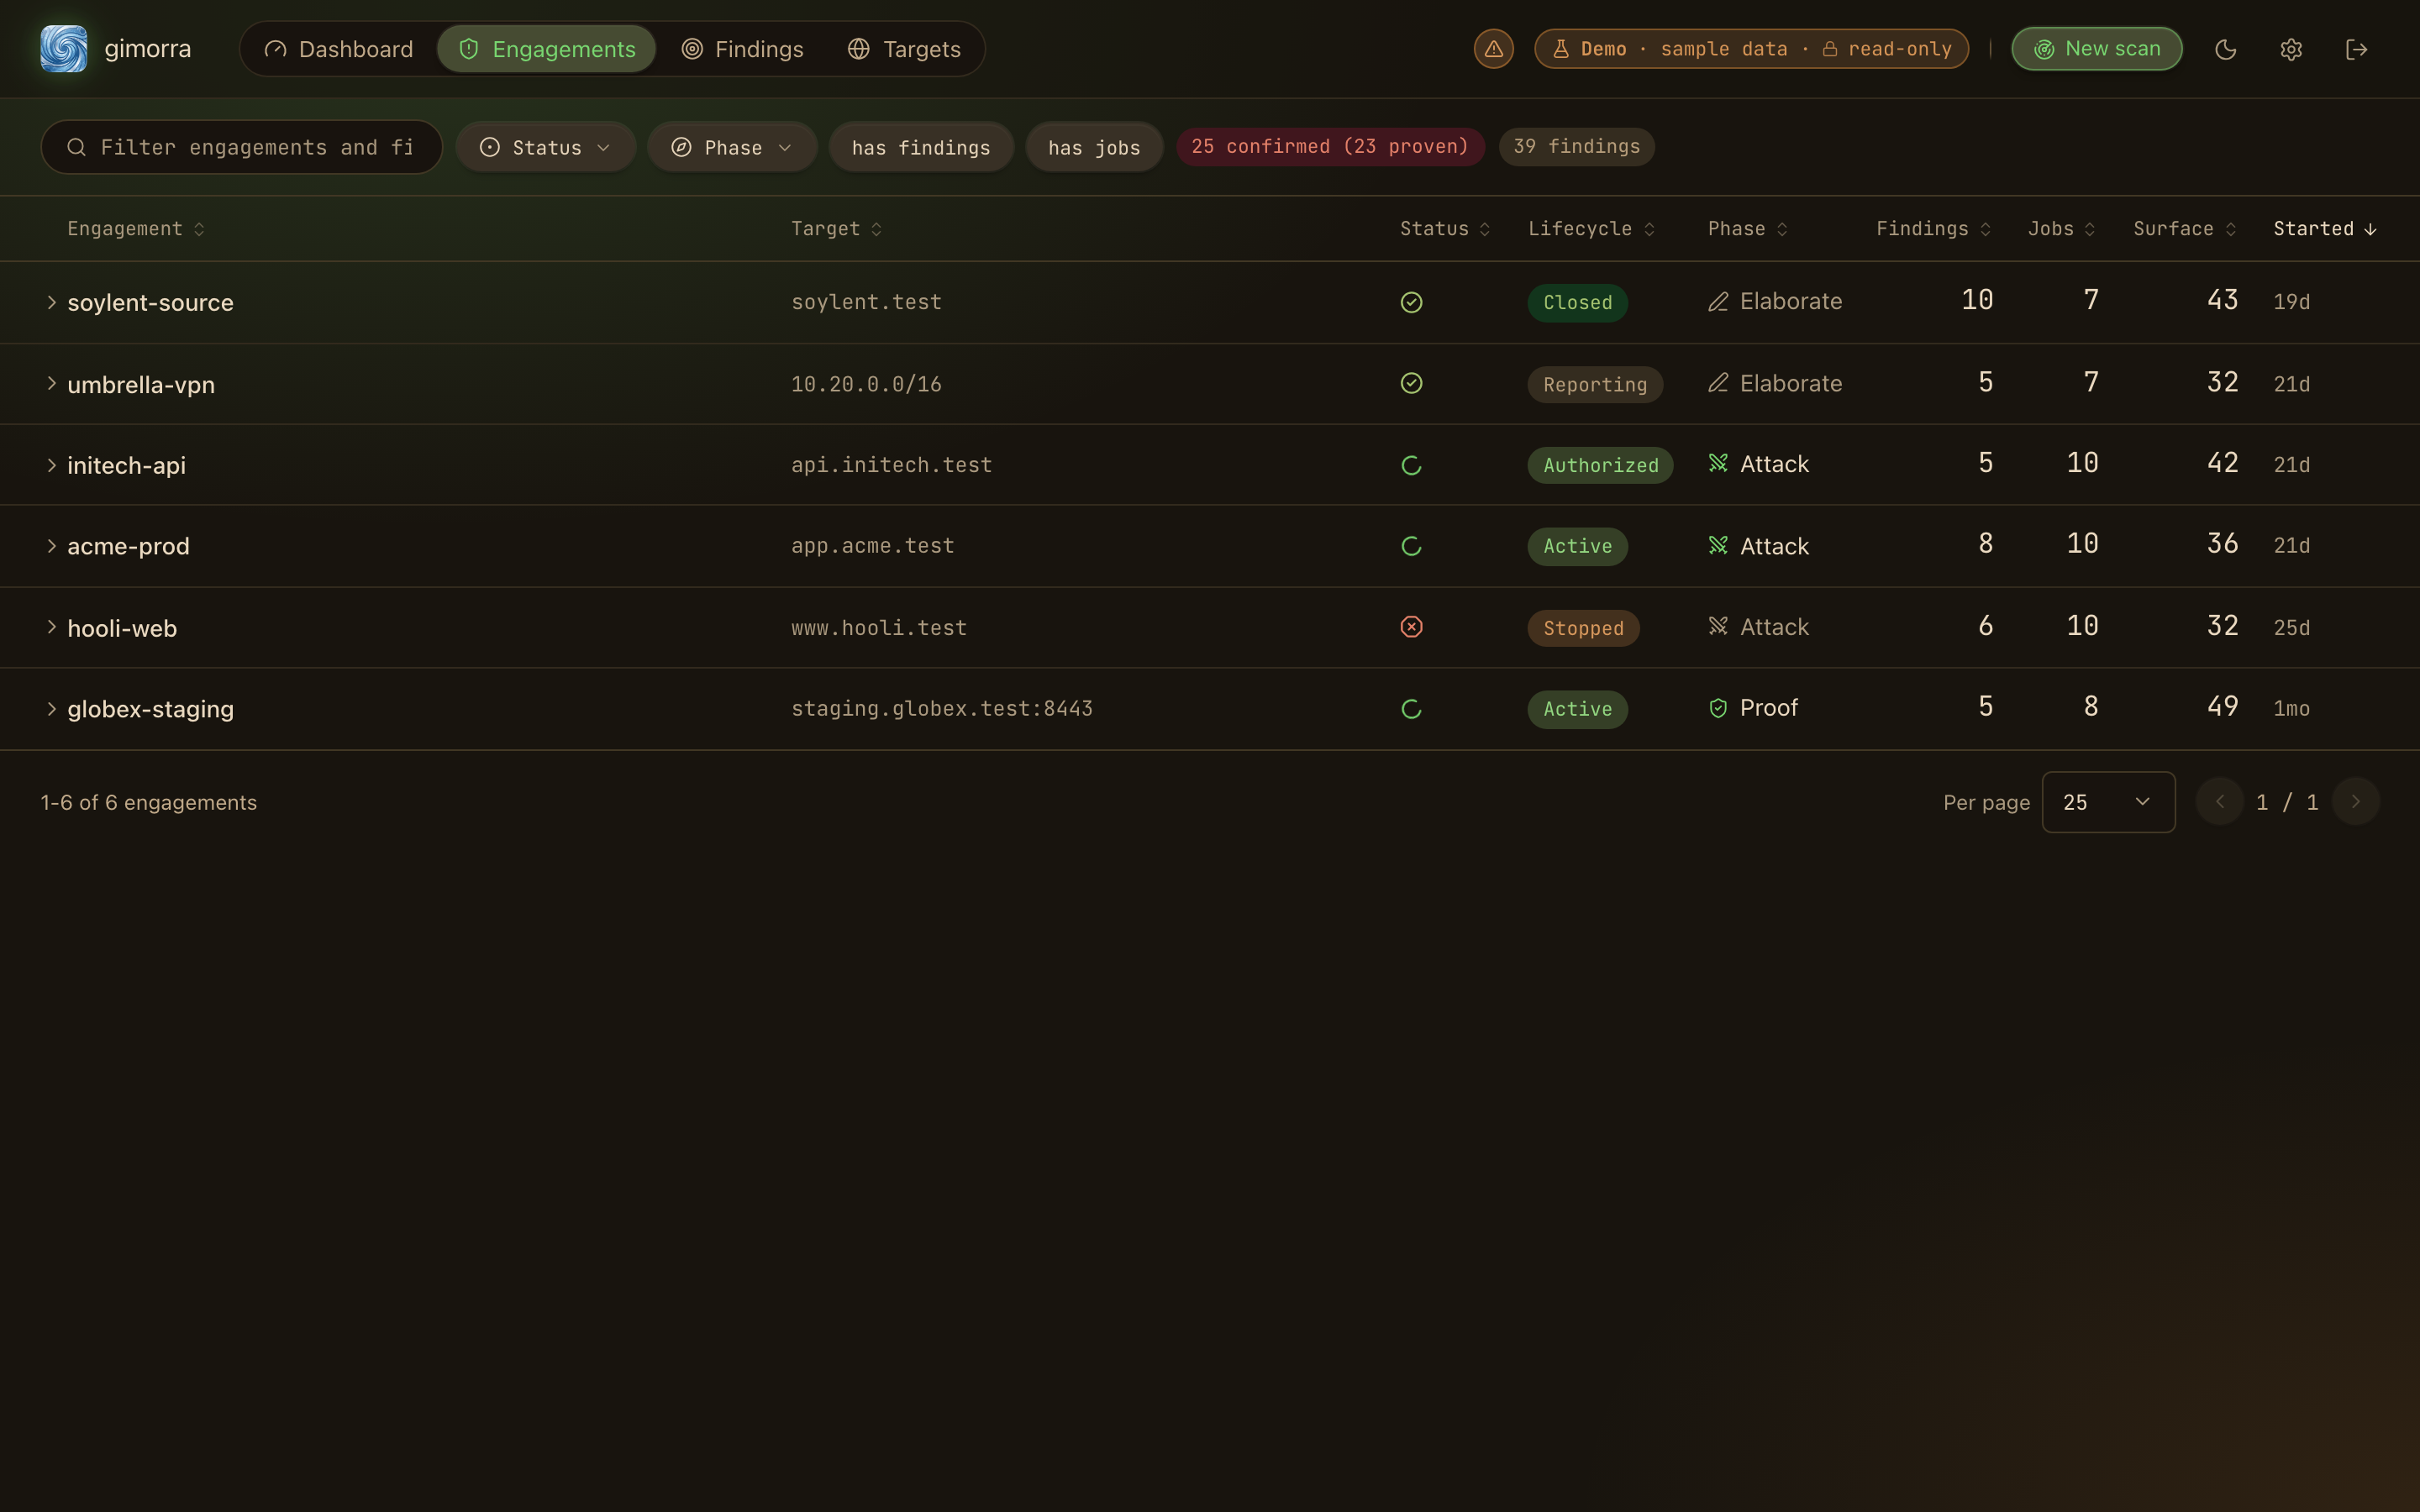 gimorra Dashboard Engagements Findings Targets Demo · sample data · read-only New scan
Filter engagements and fi Status Phase has findings has jobs 25 confirmed (23 proven) 39 findings
Engagement Target Status Lifecycle Phase Findings Jobs Surface Started
soylent-source soylent.test Closed Elaborate 10 7 43 19d
umbrella-vpn 10.20.0.0/16 Reporting Elaborate 5 7 32 21d
initech-api api.initech.test Authorized Attack 5 10 42 21d
acme-prod app.acme.test Active Attack 8 10 36 21d
hooli-web www.hooli.test Stopped Attack 6 10 32 25d
globex-staging staging.globex.test:8443 Active Proof 5 8 49 1mo
1-6 of 6 engagements Per page 25 1 / 1